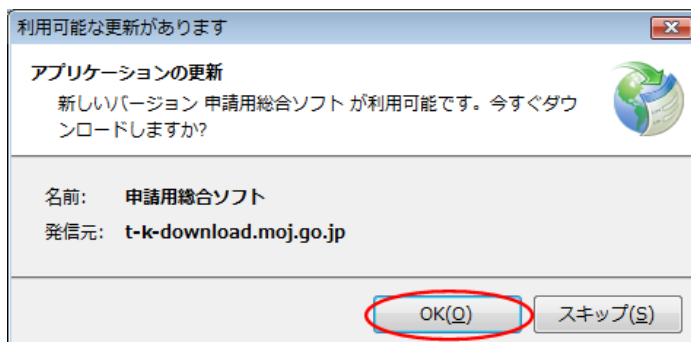 利用可能な更新があります
アプリケーションの更新
新しいバージョン 申請用総合ソフト が利用可能です。今すぐダウ
ンロードしますか?
名前: 申請用総合ソフト
発信元: t-k-download.moj.go.jp
OK(O) スキップ(S)